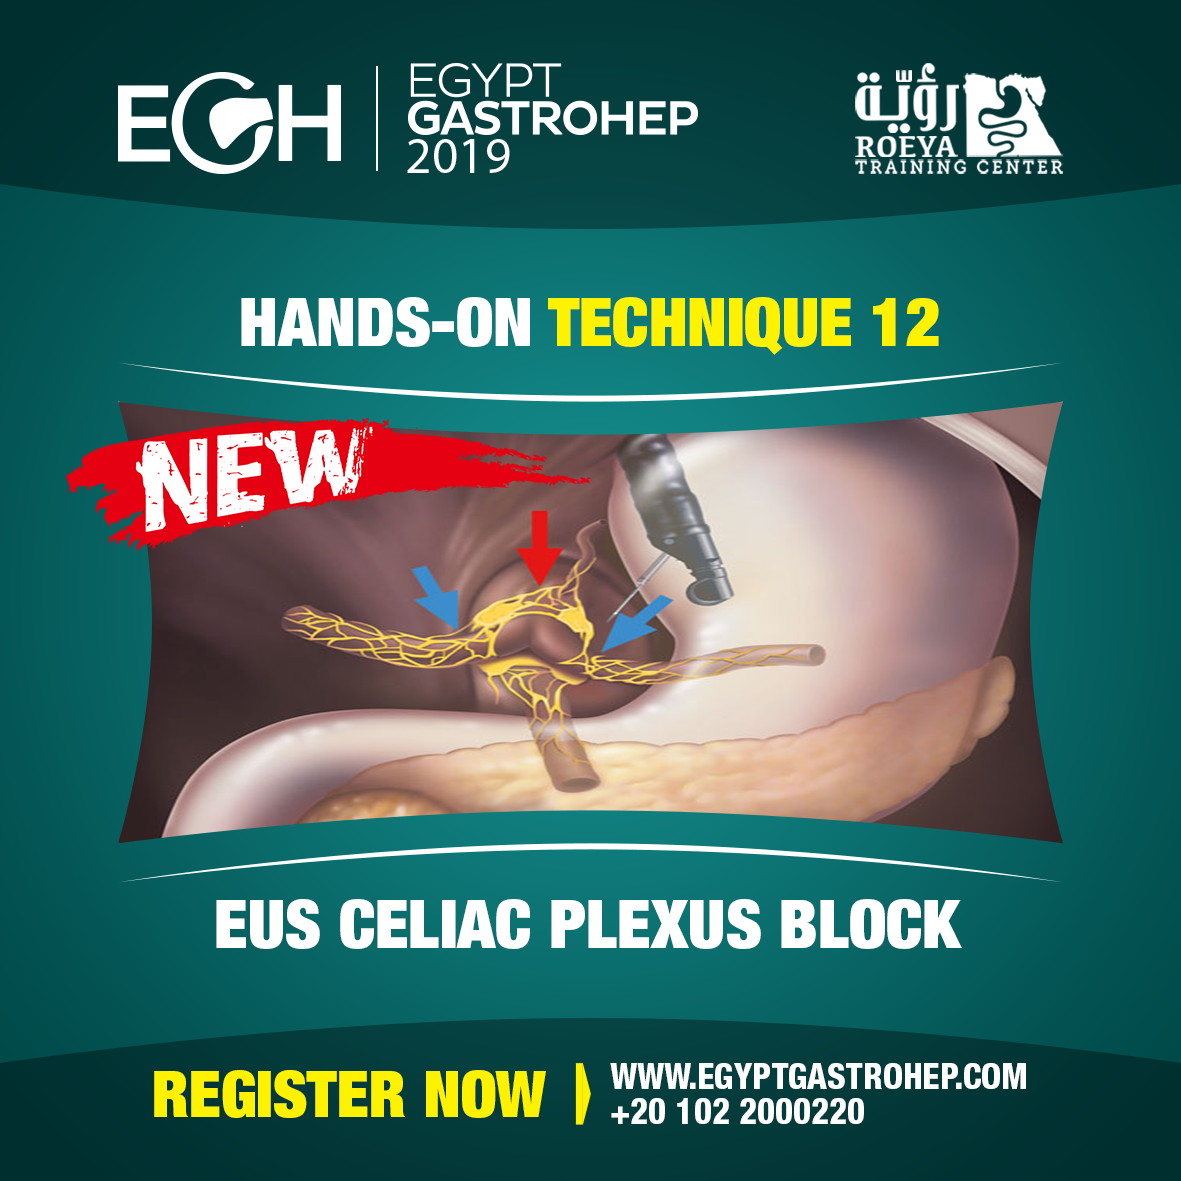 EGH
EGYPT
GASTROHEP
2019
رؤيّة
ROEYA
TRAINING CENTER
HANDS-ON TECHNIQUE 12
NEW
EUS CELIAC PLEXUS BLOCK
REGISTER NOW
WWW.EGYPTGASTROHEP.COM
+20 102 2000220